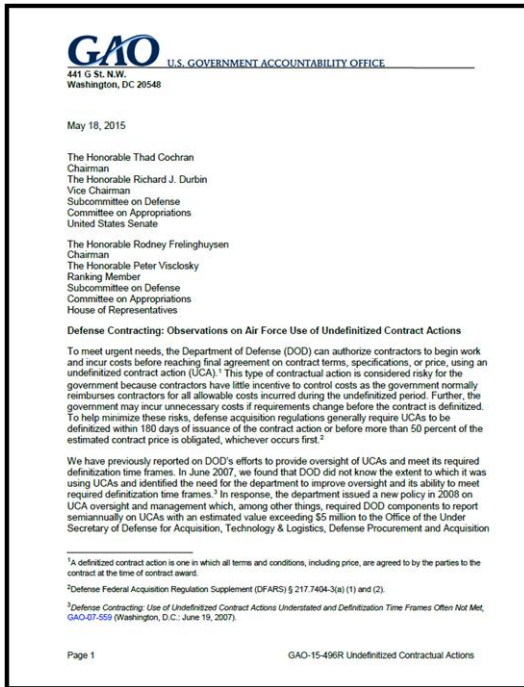 GAO
U.S. GOVERNMENT ACCOUNTABILITY OFFICE
441 G St. N.W.
Washington, DC 20548
May 18, 2015
The Honorable Thad Cochran
Chairman
The Honorable Richard J. Durbin
Vice Chairman
Subcommittee on Defense
Committee on Appropriations
United States Senate
The Honorable Rodney Frelinghuysen
Chairman
The Honorable Peter Visclosky
Ranking Member
Subcommittee on Defense
Committee on Appropriations
House of Representatives
Defense Contracting: Observations on Air Force Use of Undefinitized Contract Actions
To meet urgent needs, the Department of Defense (DOD) can authorize contractors to begin work
and incur costs before reaching final agreement on contract terms, specifications, or price, using an
undefinitized contract action (UCA).1 This type of contractual action is considered risky for the
government because contractors have little incentive to control costs as the government normally
reimburses contractors for all allowable costs incurred during the undefinitized period. Further, the
government may incur unnecessary costs if requirements change before the contract is definitized.
To help minimize these risks, defense acquisition regulations generally require UCAs to be
definitized within 180 days of issuance of the contract action or before more than 50 percent of the
estimated contract price is obligated, whichever occurs first.2
We have previously reported on DOD's efforts to provide oversight of UCAs and meet its required
definitization time frames. In June 2007, we found that DOD did not know the extent to which it was
using UCAs and identified the need for the department to improve oversight and its ability to meet
required definitization time frames.3 In response, the department issued a new policy in 2008 on
UCA oversight and management which, among other things, required DOD components to report
semiannually on UCAs with an estimated value exceeding $5 million to the Office of the Under
Secretary of Defense for Acquisition, Technology & Logistics, Defense Procurement and Acquisition
1A definitized contract action is one in which all terms and conditions, including price, are agreed to by the parties to the
contract at the time of contract award.
2Defense Federal Acquisition Regulation Supplement (DFARS) § 217.7404-3(a) (1) and (2).
3Defense Contracting: Use of Undefinitized Contract Actions Understated and Definitization Time Frames Often Not Met,
GAO-07-559 (Washington, D.C.: June 19, 2007).
Page 1 GAO-15-496R Undefinitized Contractual Actions